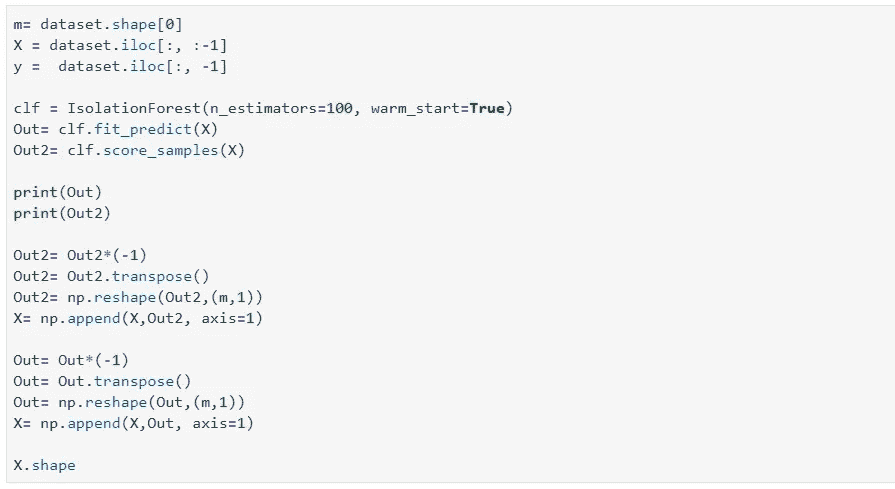 m= dataset.shape[0]
X = dataset.iloc[:, :-1]
y =  dataset.iloc[:, -1]
clf = IsolationForest(n_estimators=100, warm_start=True)
Out= clf.fit_predict(X)
Out2= clf.score_samples(X)
print(Out)
print(Out2)
Out2= Out2*(-1)
Out2= Out2.transpose()
Out2= np.reshape(Out2,(m,1))
X= np.append(X,Out2, axis=1)
Out= Out*(-1)
Out= Out.transpose()
Out= np.reshape(Out,(m,1))
X= np.append(X,Out, axis=1)
X.shape